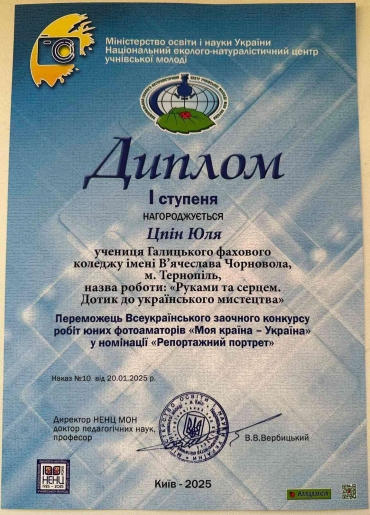 Міністерство освіти і науки України
Національний еколого-натуралістичний центр
учнівської молоді
Диплом
І ступеня
НАГОРОДЖУЄТЬСЯ
Цпін Юля
учениця Галицького фахового
коледжу імені В'ячеслава Чорновола,
м. Тернопіль,
назва роботи: «Руками та серцем.
Дотик до українського мистецтва»
Переможець Всеукраїнського заочного конкурсу
робіт юних фотоаматорів «Моя країна – Україна»
у номінації «Репортажний портрет»
Наказ №10 від 20.01.2025 р.
Директор НЕНЦ МОН
доктор педагогічних наук,
професор
В.В.Вербицький
НЕНЦ
Київ - 2025